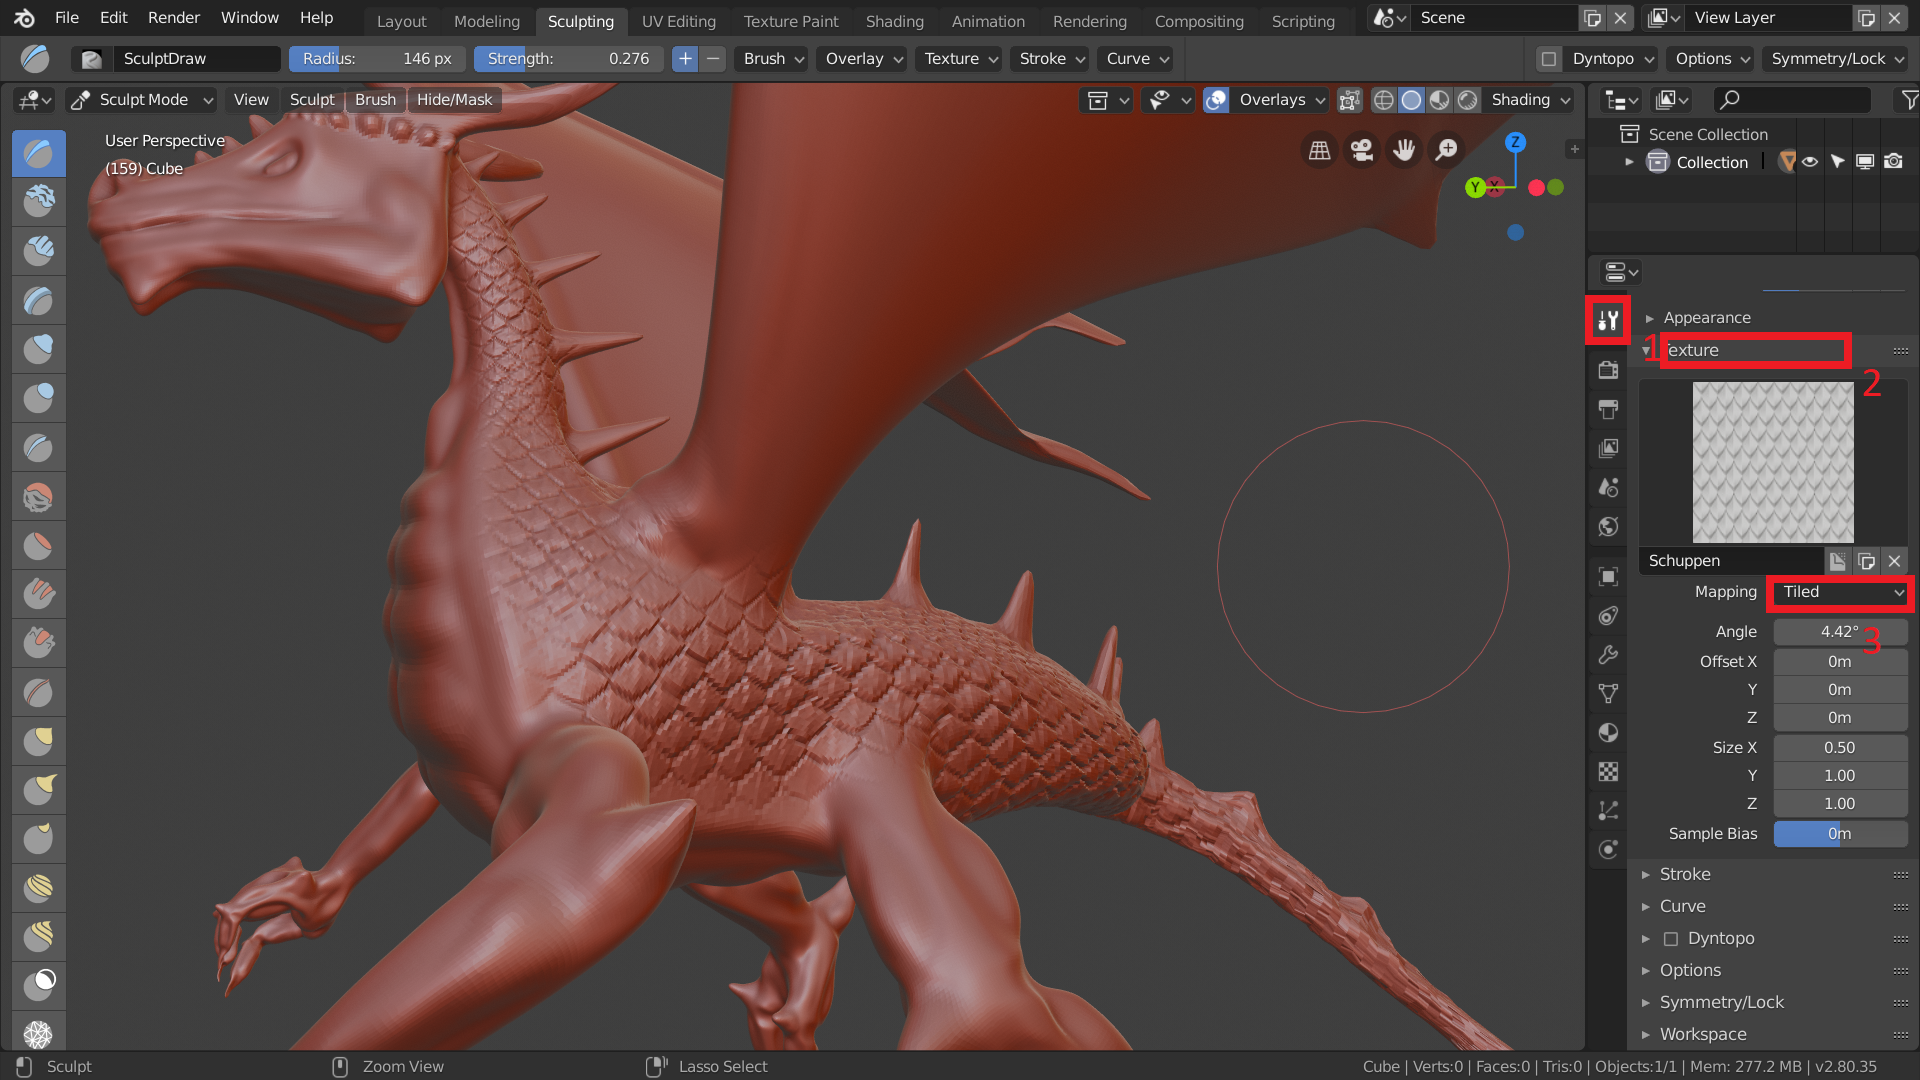 File Edit Render Window Help Layout Modeling Sculpting UV Editing Texture Paint Shading Animation Rendering Compositing Scripting Scene View Layer
SculptDraw Radius: 146 px Strength: 0.276 Brush Overlay Texture Stroke Curve Dyntopo Options Symmetry/Lock
Sculpt Mode View Sculpt Brush Hide/Mask Overlays Shading
User Perspective
(159) Cube
Z
Y X
Scene Collection
Collection
Appearance
1 exture
2
Schuppen
Mapping Tiled
Angle 4.42°
3
Offset X 0m
Y 0m
Z 0m
Size X 0.50
Y 1.00
Z 1.00
Sample Bias 0m
Stroke
Curve
Dyntopo
Options
Symmetry/Lock
Workspace
Sculpt Zoom View Lasso Select Cube | Verts:0 | Faces:0 | Tris:0 | Objects:1/1 | Mem: 277.2 MB | v2.80.35